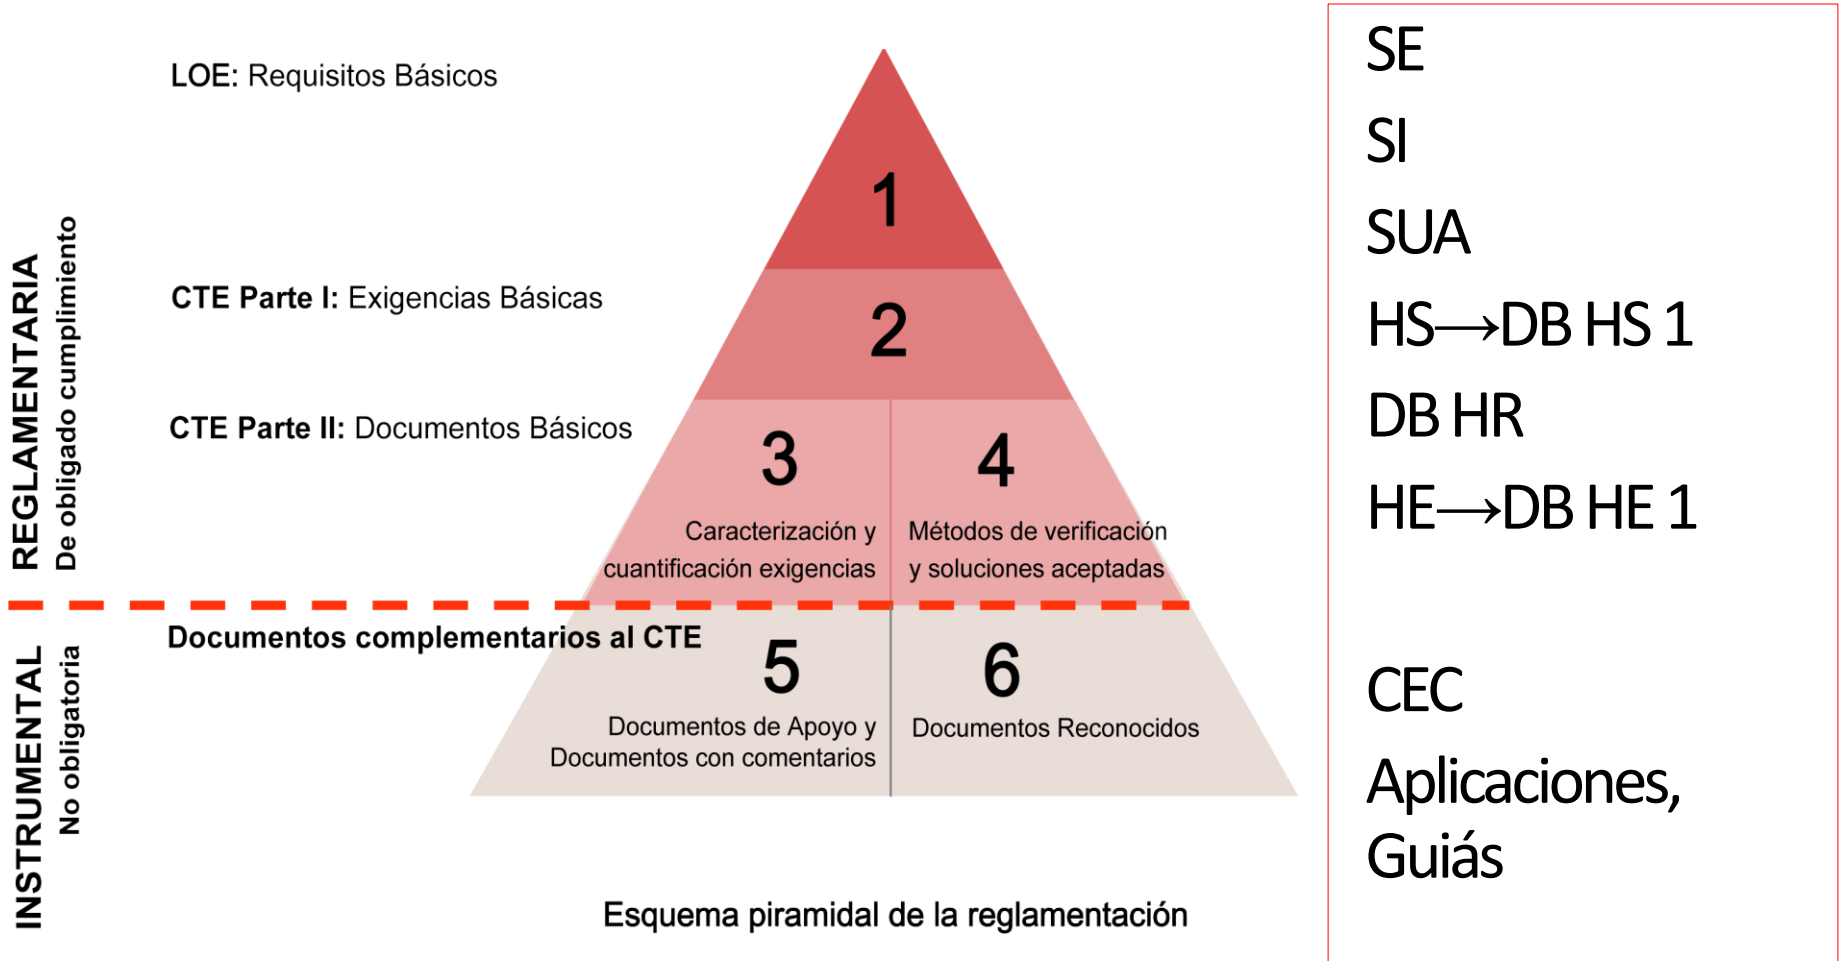 LOE: Requisitos Básicos
1
CTE Parte I: Exigencias Básicas
2
CTE Parte II: Documentos Básicos
3
Caracterización y
cuantificación exigencias
4
Métodos de verificación
y soluciones aceptadas
REGLAMENTARIA
De obligado cumplimiento
Documentos complementarios al CTE
5
Documentos de Apoyo y
Documentos con comentarios
6
Documentos Reconocidos
INSTRUMENTAL
No obligatoria
Esquema piramidal de la reglamentación
SE
SI
SUA
HS→DB HS 1
DB HR
HE→DB HE 1
CEC
Aplicaciones,
Guiás